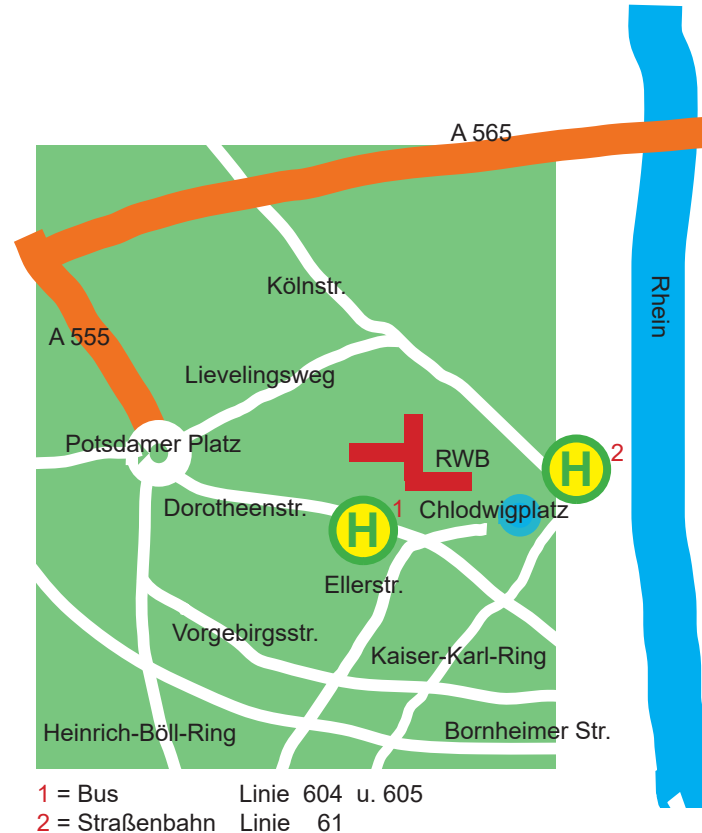 A 565
Rhein
Kölnstr.
A 555
Lievelingsweg
Potsdamer Platz
RWB
H 2
Dorotheenstr.
H 1
Chlodwigplatz
Ellerstr.
Vorgebirgsstr.
Kaiser-Karl-Ring
Heinrich-Böll-Ring
Bornheimer Str.
1 = Bus Linie 604 u. 605
2 = Straßenbahn Linie 61